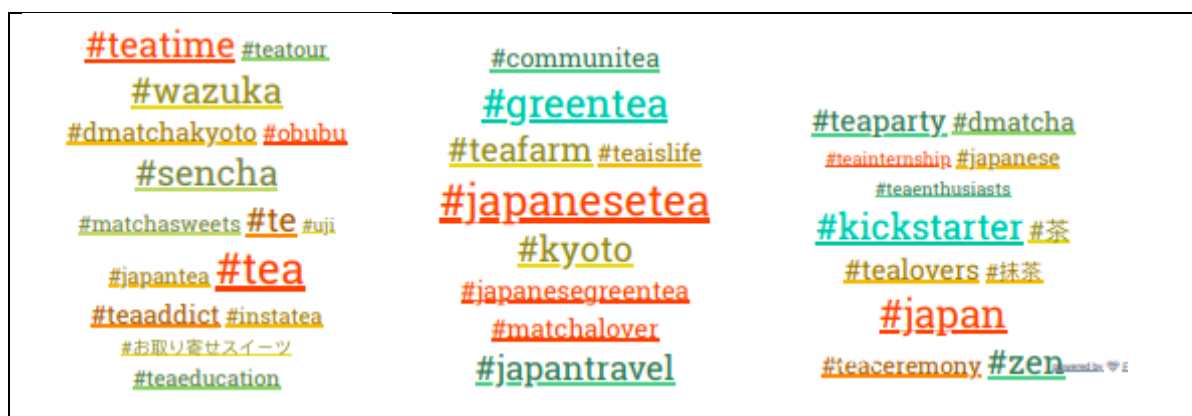 #teatime #teatour
#wazuka
#dmatchakyoto #obubu
#sencha
#matchasweets #te #uji
#japantea #tea
#teaaddict #instatea
#お取り寄せスイーツ
#teaeducation
#communitea
#greentea
#teafarm #teaislife
#japanesetea
#kyoto
#japanesegreentea
#matchalover
#japantravel
#teaparty #dmatcha
#teainternship #japanese
#teaenthusiasts
#kickstarter #茶
#tealovers #抹茶
#japan
#teaceremony #zen powered by